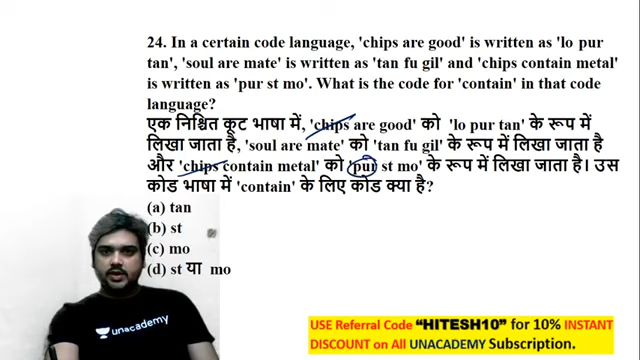 24. In a certain code language, 'chips are good' is written as 'lo pur
tan', 'soul are mate' is written as 'tan fu gil' and 'chips contain metal'
is written as 'pur st mo'. What is the code for 'contain' in that code
language?
एक निश्चित कूट भाषा में, 'chips are good' को 'lo pur tan' के रूप में
लिखा जाता है, 'soul are mate' को 'tan fu gil' के रूप में लिखा जाता है
और 'chips contain metal' को 'pur st mo' के रूप में लिखा जाता है। उस
कोड भाषा में 'contain' के लिए कोड क्या है?
(a) tan
(b) st
(c) mo
(d) st या mo
unacademy
USE Referral Code “HITESH10” for 10% INSTANT
DISCOUNT on All UNACADEMY Subscription.